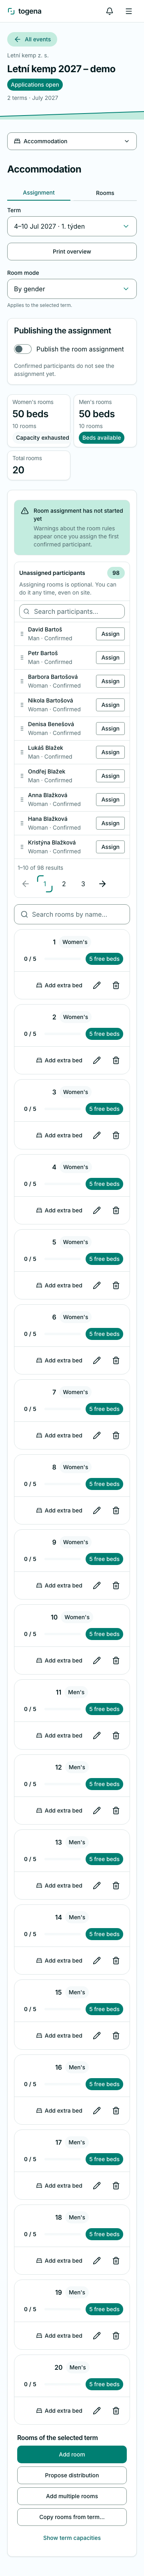 togena
All events
Letní kemp z. s.
Letní kemp 2027 – demo
Applications open
2 terms · July 2027
Accommodation
Accommodation
Assignment
Rooms
Term
4–10 Jul 2027 · 1. týden
Print overview
Room mode
By gender
Applies to the selected term.
Publishing the assignment
Publish the room assignment
Confirmed participants do not see the
assignment yet.
Women's rooms
50 beds
10 rooms
Capacity exhausted
Men's rooms
50 beds
10 rooms
Beds available
Total rooms
20
Room assignment has not started
yet
Warnings about the room rules
appear once you assign the first
confirmed participant.
Unassigned participants
98
Assigning rooms is optional. You can
do it any time, even on site.
Search participants...
David Bartoš
Man · Confirmed
Assign
Petr Bartoš
Man · Confirmed
Assign
Barbora Bartošová
Woman · Confirmed
Assign
Nikola Bartošová
Woman · Confirmed
Assign
Denisa Benešová
Woman · Confirmed
Assign
Lukáš Blažek
Man · Confirmed
Assign
Ondřej Blažek
Man · Confirmed
Assign
Anna Blažková
Woman · Confirmed
Assign
Hana Blažková
Woman · Confirmed
Assign
Kristýna Blažková
Woman · Confirmed
Assign
1–10 of 98 results
1 2 3
Search rooms by name...
1 Women's
0 / 5
5 free beds
Add extra bed
2 Women's
0 / 5
5 free beds
Add extra bed
3 Women's
0 / 5
5 free beds
Add extra bed
4 Women's
0 / 5
5 free beds
Add extra bed
5 Women's
0 / 5
5 free beds
Add extra bed
6 Women's
0 / 5
5 free beds
Add extra bed
7 Women's
0 / 5
5 free beds
Add extra bed
8 Women's
0 / 5
5 free beds
Add extra bed
9 Women's
0 / 5
5 free beds
Add extra bed
10 Women's
0 / 5
5 free beds
Add extra bed
11 Men's
0 / 5
5 free beds
Add extra bed
12 Men's
0 / 5
5 free beds
Add extra bed
13 Men's
0 / 5
5 free beds
Add extra bed
14 Men's
0 / 5
5 free beds
Add extra bed
15 Men's
0 / 5
5 free beds
Add extra bed
16 Men's
0 / 5
5 free beds
Add extra bed
17 Men's
0 / 5
5 free beds
Add extra bed
18 Men's
0 / 5
5 free beds
Add extra bed
19 Men's
0 / 5
5 free beds
Add extra bed
20 Men's
0 / 5
5 free beds
Add extra bed
Rooms of the selected term
Add room
Propose distribution
Add multiple rooms
Copy rooms from term...
Show term capacities